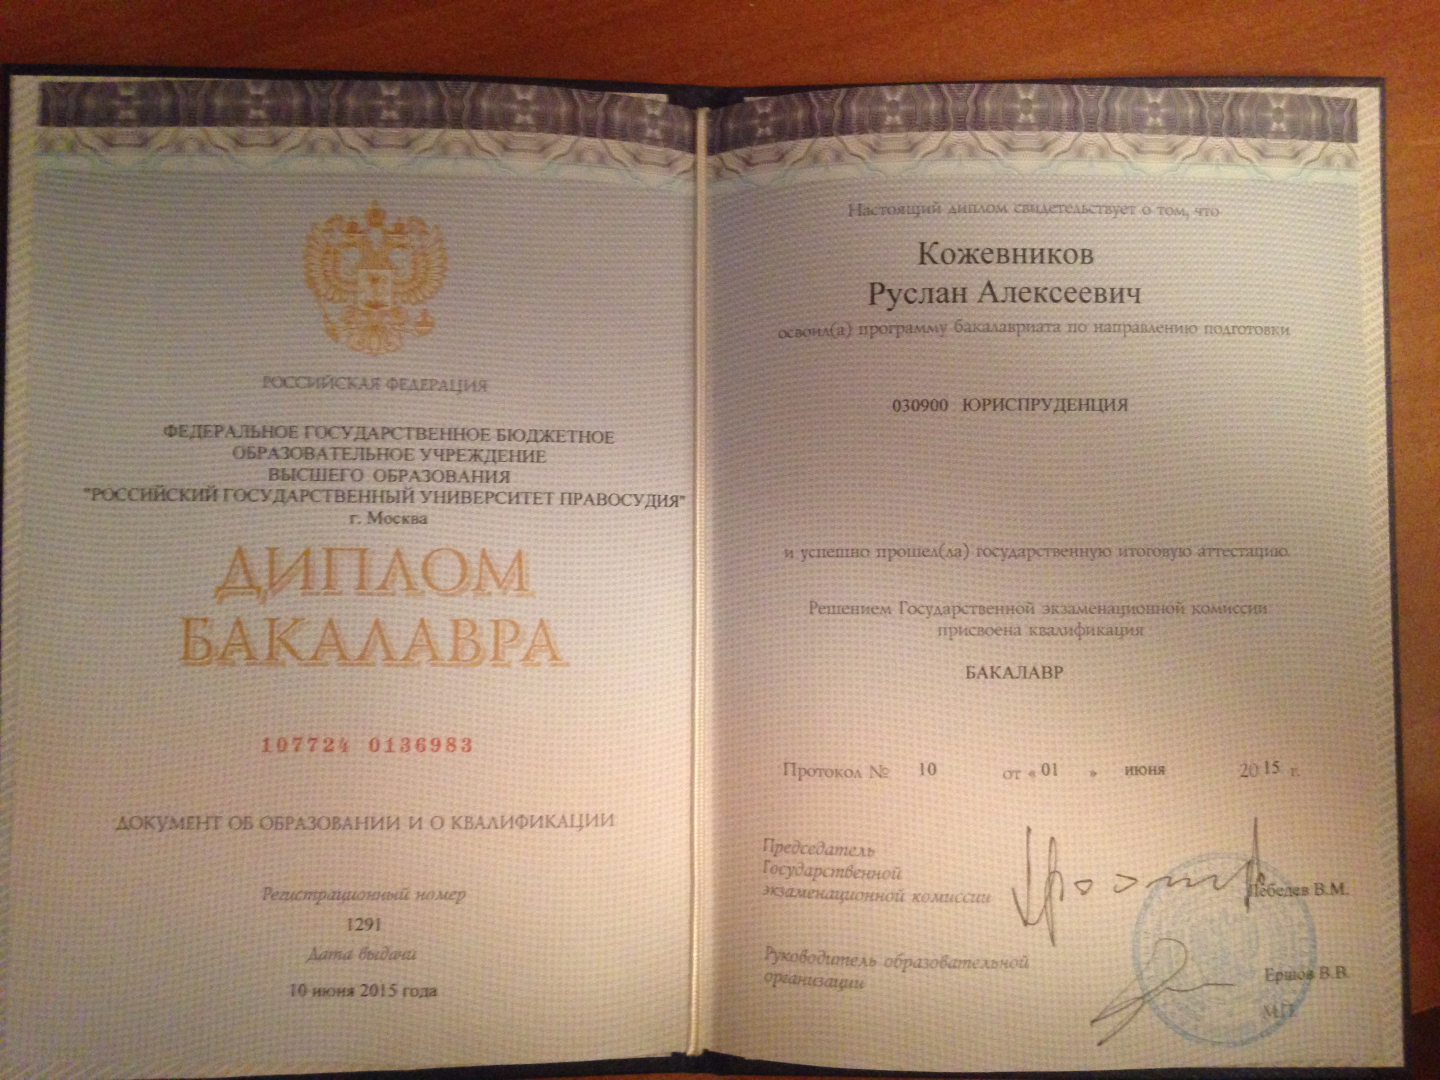 РОССИЙСКАЯ ФЕДЕРАЦИЯ
ФЕДЕРАЛЬНОЕ ГОСУДАРСТВЕННОЕ БЮДЖЕТНОЕ
ОБРАЗОВАТЕЛЬНОЕ УЧРЕЖДЕНИЕ
ВЫСШЕГО ОБРАЗОВАНИЯ
"РОССИЙСКИЙ ГОСУДАРСТВЕННЫЙ УНИВЕРСИТЕТ ПРАВОСУДИЯ"
г. Москва
ДИПЛОМ
БАКАЛАВРА
107724 0136983
ДОКУМЕНТ ОБ ОБРАЗОВАНИИ И О КВАЛИФИКАЦИИ
Регистрационный номер
1291
Дата выдачи
10 июня 2015 года
Настоящий диплом свидетельствует о том, что
Кожевников
Руслан Алексеевич
освоил(а) программу бакалавриата по направлению подготовки
030900 ЮРИСПРУДЕНЦИЯ
и успешно прошел(ла) государственную итоговую аттестацию.
Решением Государственной экзаменационной комиссии
присвоена квалификация
БАКАЛАВР
Протокол № 10 от « 01 » июня 20 15 г.
Председатель
Государственной
экзаменационной комиссии Лебедев В.М.
Руководитель образовательной
организации Ершов В.В.
М.П.